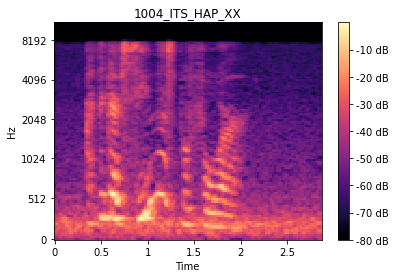 1004_ITS_HAP_XX
8192
4096
2048
1024
512
0
Hz
0 0.5 1 1.5 2 2.5
Time
-10 dB
-20 dB
-30 dB
-40 dB
-50 dB
-60 dB
-70 dB
-80 dB